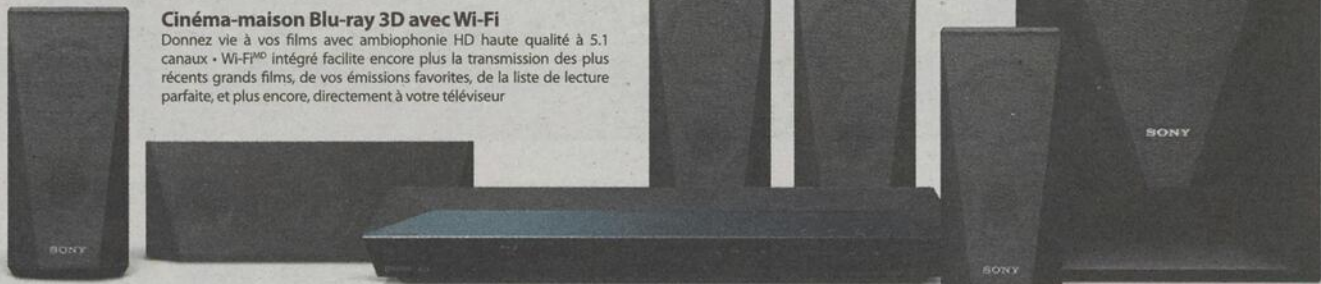 Cinéma-maison Blu-ray 3D avec Wi-Fi
Donnez vie à vos films avec ambiophonie HD haute qualité à 5.1
canaux • Wi-Fi^MD intégré facilite encore plus la transmission des plus
récents grands films, de vos émissions favorites, de la liste de lecture
parfaite, et plus encore, directement à votre téléviseur
SONY
SONY
SONY